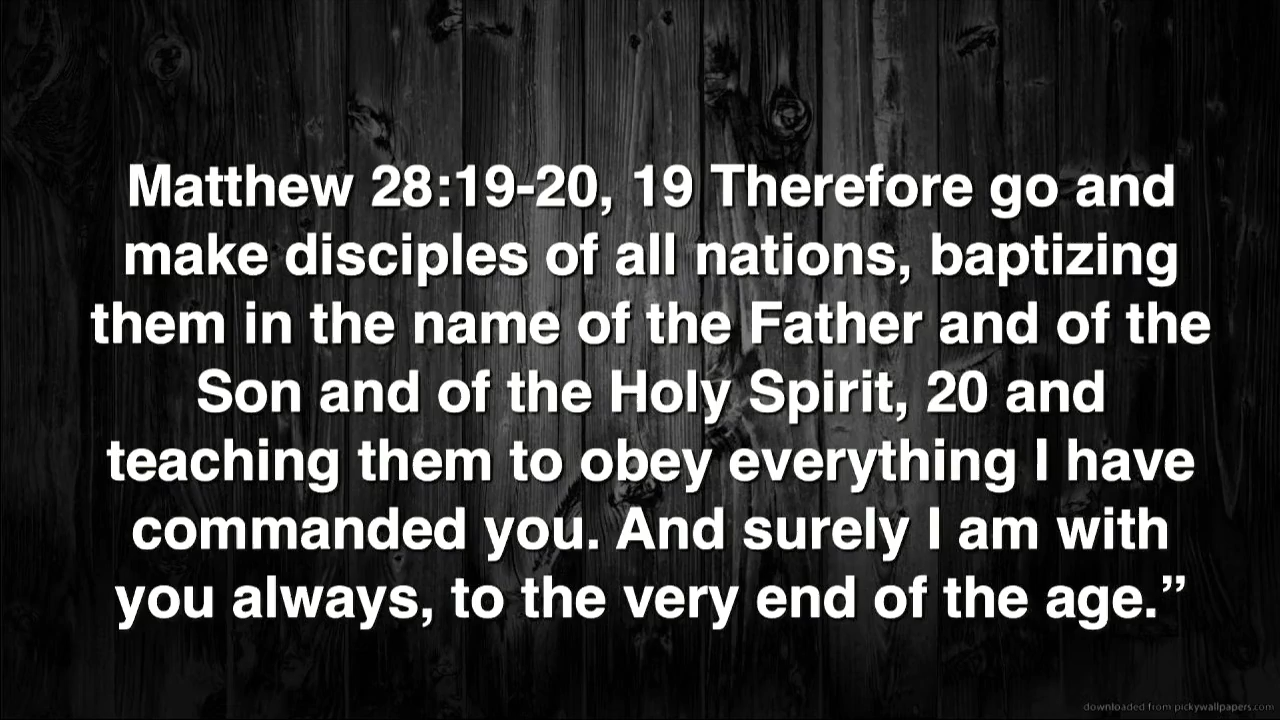 Matthew 28:19-20, 19 Therefore go and
make disciples of all nations, baptizing
them in the name of the Father and of the
Son and of the Holy Spirit, 20 and
teaching them to obey everything I have
commanded you. And surely I am with
you always, to the very end of the age.”
downloaded from pickywallpapers.com